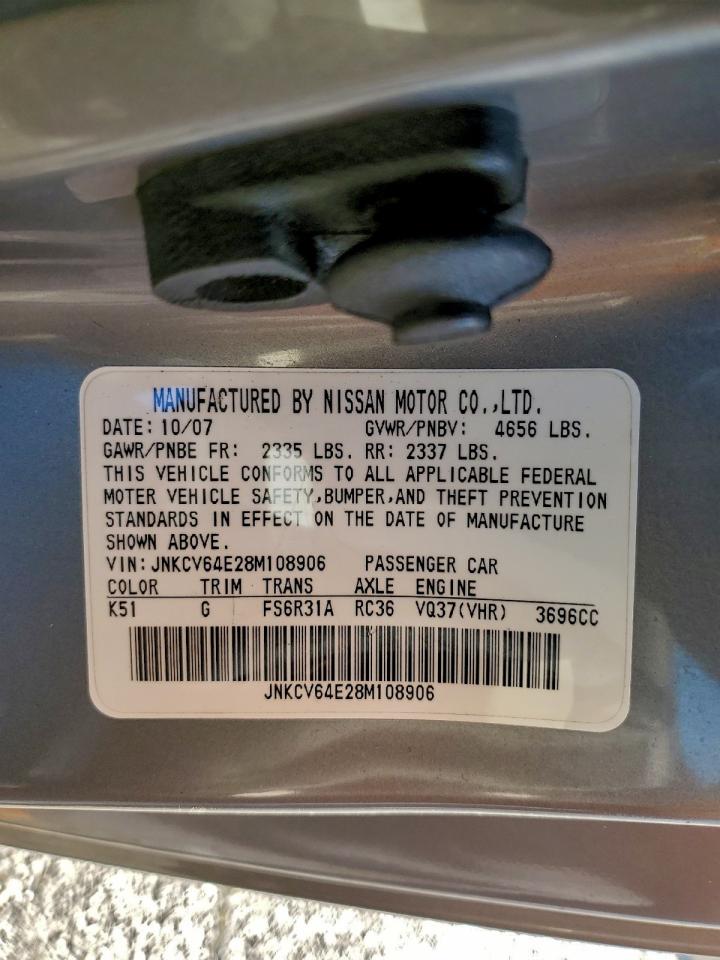 MANUFACTURED BY NISSAN MOTOR CO.,LTD.
DATE: 10/07 GVWR/PNBV: 4656 LBS.
GAWR/PNBE FR: 2335 LBS. RR: 2337 LBS.
THIS VEHICLE CONFORMS TO ALL APPLICABLE FEDERAL
MOTER VEHICLE SAFETY,BUMPER,AND THEFT PREVENTION
STANDARDS IN EFFECT ON THE DATE OF MANUFACTURE
SHOWN ABOVE.
VIN: JNKCV64E28M108906 PASSENGER CAR
COLOR TRIM TRANS AXLE ENGINE
K51 G FS6R31A RC36 VQ37(VHR) 3696CC
JNKCV64E28M108906